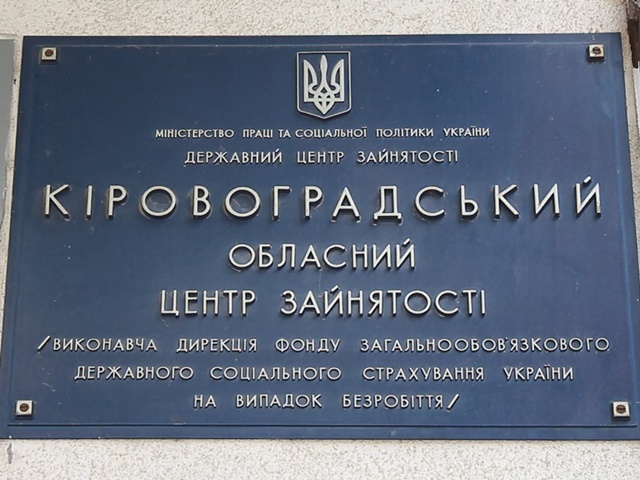 МІНІСТЕРСТВО ПРАЦІ ТА СОЦІАЛЬНОЇ ПОЛІТИКИ УКРАЇНИ
ДЕРЖАВНИЙ ЦЕНТР ЗАЙНЯТОСТІ
КІРОВОГРАДСЬКИЙ
ОБЛАСНИЙ
ЦЕНТР ЗАЙНЯТОСТІ
/ВИКОНАВЧА ДИРЕКЦІЯ ФОНДУ ЗАГАЛЬНООБОВ'ЯЗКОВОГО
ДЕРЖАВНОГО СОЦІАЛЬНОГО СТРАХУВАННЯ УКРАЇНИ
НА ВИПАДОК БЕЗРОБІТТЯ/